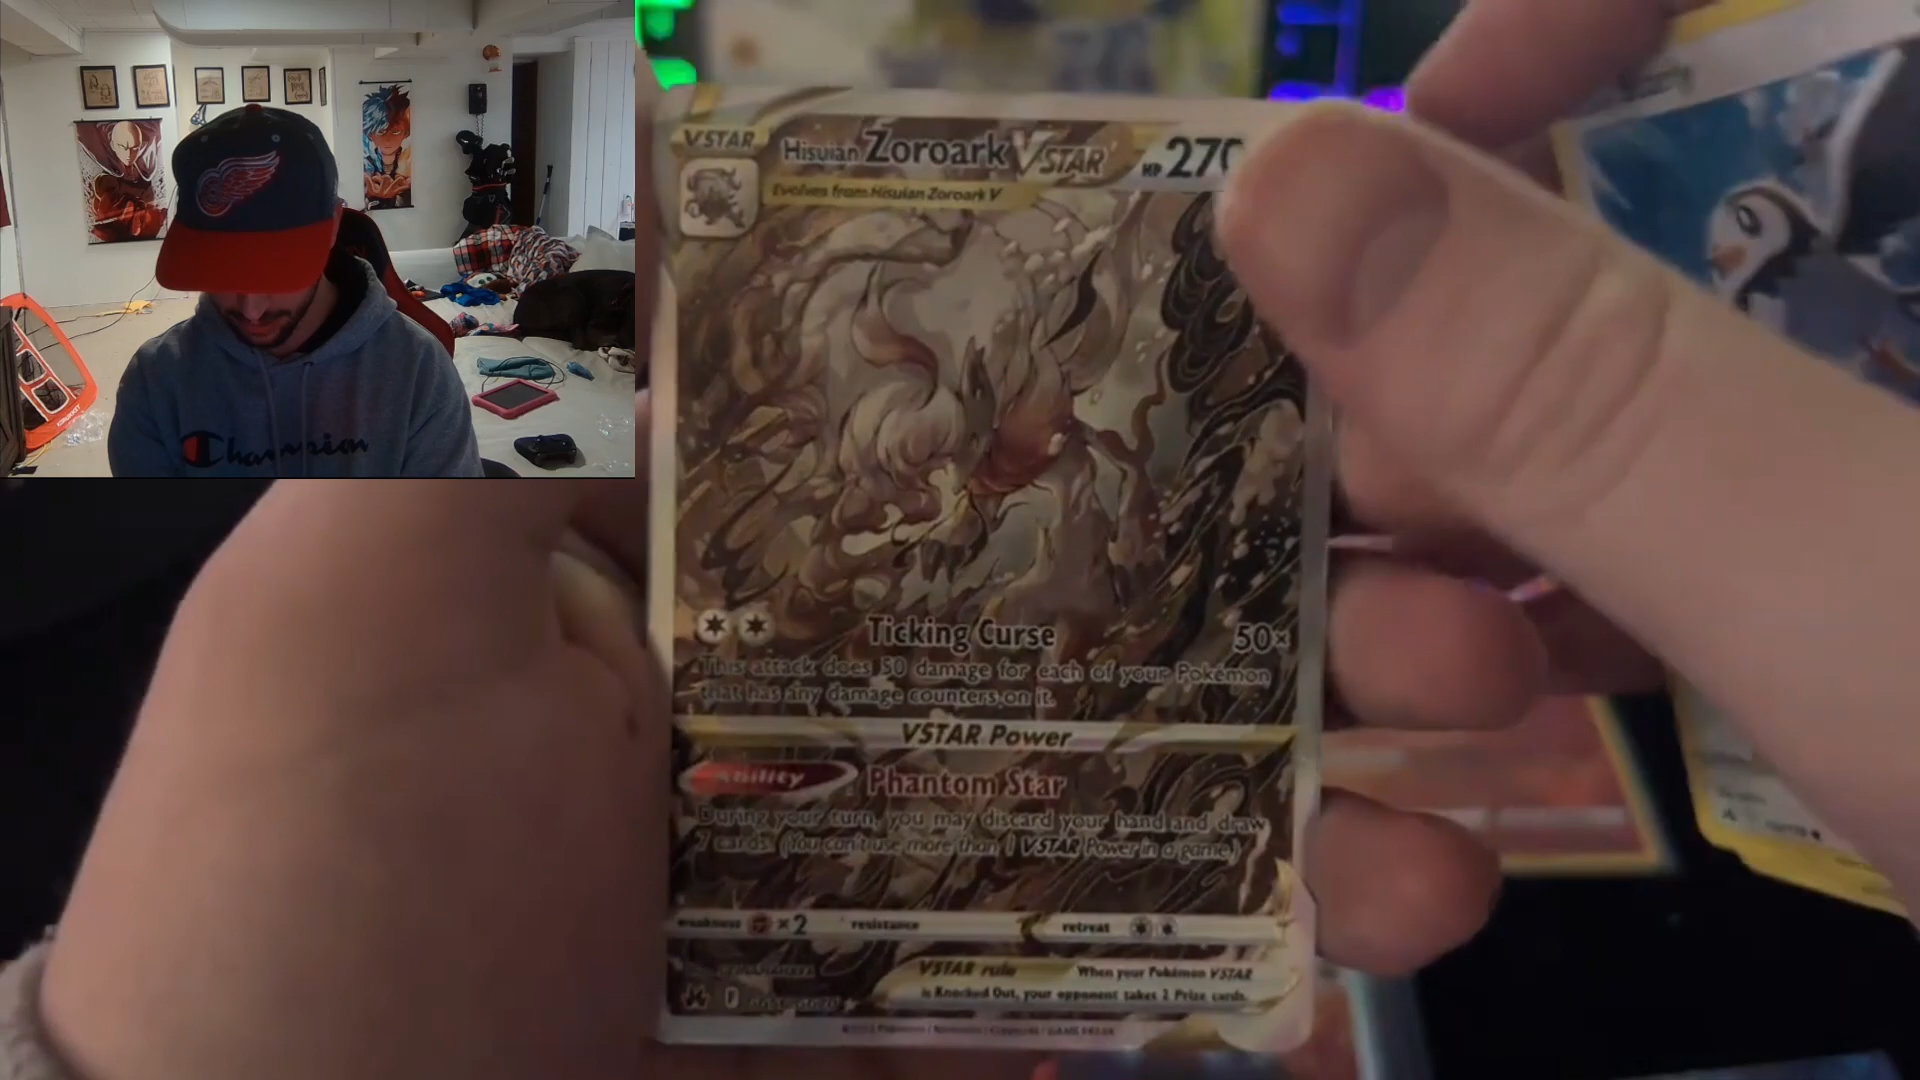 Champion
VSTAR
Hisuian Zoroark VSTAR HP 270
Evolves from Hisuian Zoroark V
Ticking Curse 50×
This attack does 50 damage for each of your Pokémon
that has any damage counters on it.
VSTAR Power
Ability Phantom Star
During your turn, you may discard your hand and draw
7 cards. (You can't use more than 1 VSTAR Power in a game.)
weakness ×2 resistance retreat
VSTAR rule When your Pokémon VSTAR
is Knocked Out, your opponent takes 2 Prize cards.
F